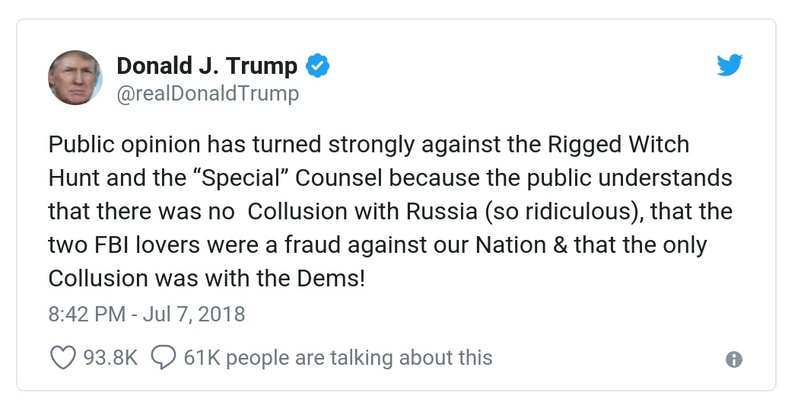 Donald J. Trump
@realDonaldTrump
Public opinion has turned strongly against the Rigged Witch
Hunt and the “Special” Counsel because the public understands
that there was no  Collusion with Russia (so ridiculous), that the
two FBI lovers were a fraud against our Nation & that the only
Collusion was with the Dems!
8:42 PM - Jul 7, 2018
93.8K 61K people are talking about this